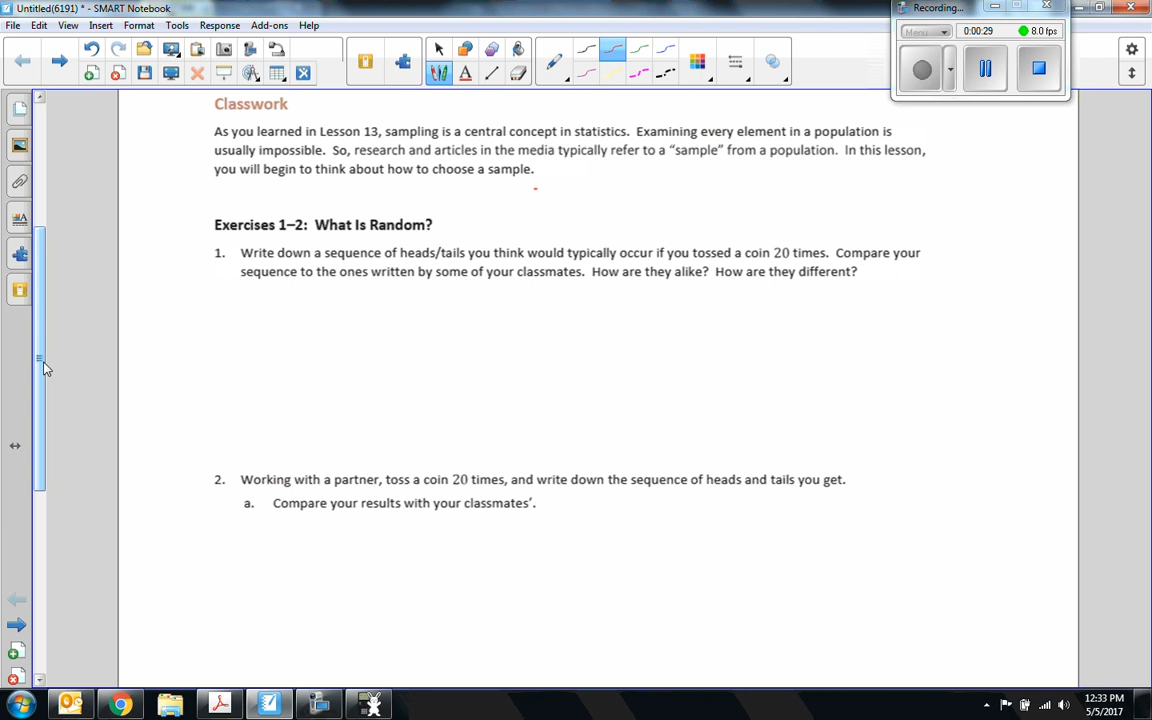 Untitled(6191) * - SMART Notebook
File Edit View Insert Format Tools Response Add-ons Help
Recording...
Menu 0:00:29 8.0 fps
Classwork
As you learned in Lesson 13, sampling is a central concept in statistics. Examining every element in a population is
usually impossible. So, research and articles in the media typically refer to a “sample” from a population. In this lesson,
you will begin to think about how to choose a sample.
Exercises 1–2: What Is Random?
1. Write down a sequence of heads/tails you think would typically occur if you tossed a coin 20 times. Compare your
sequence to the ones written by some of your classmates. How are they alike? How are they different?
2. Working with a partner, toss a coin 20 times, and write down the sequence of heads and tails you get.
a. Compare your results with your classmates’.
12:33 PM
5/5/2017